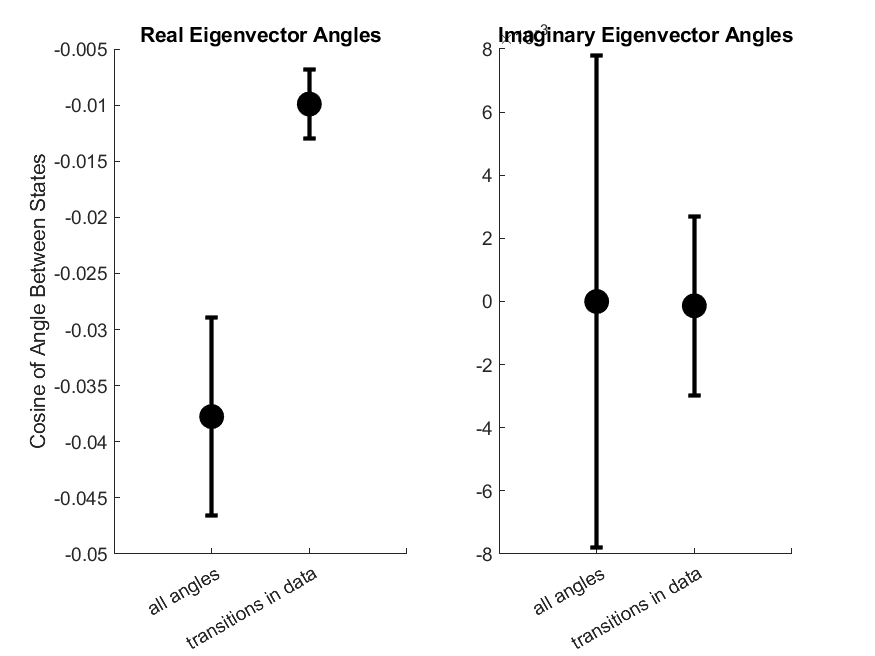 Real Eigenvector Angles
Cosine of Angle Between States
-0.005
-0.01
-0.015
-0.02
-0.025
-0.03
-0.035
-0.04
-0.045
-0.05
all angles
transitions in data
Imaginary Eigenvector Angles
8
6
4
2
0
-2
-4
-6
-8
all angles
transitions in data